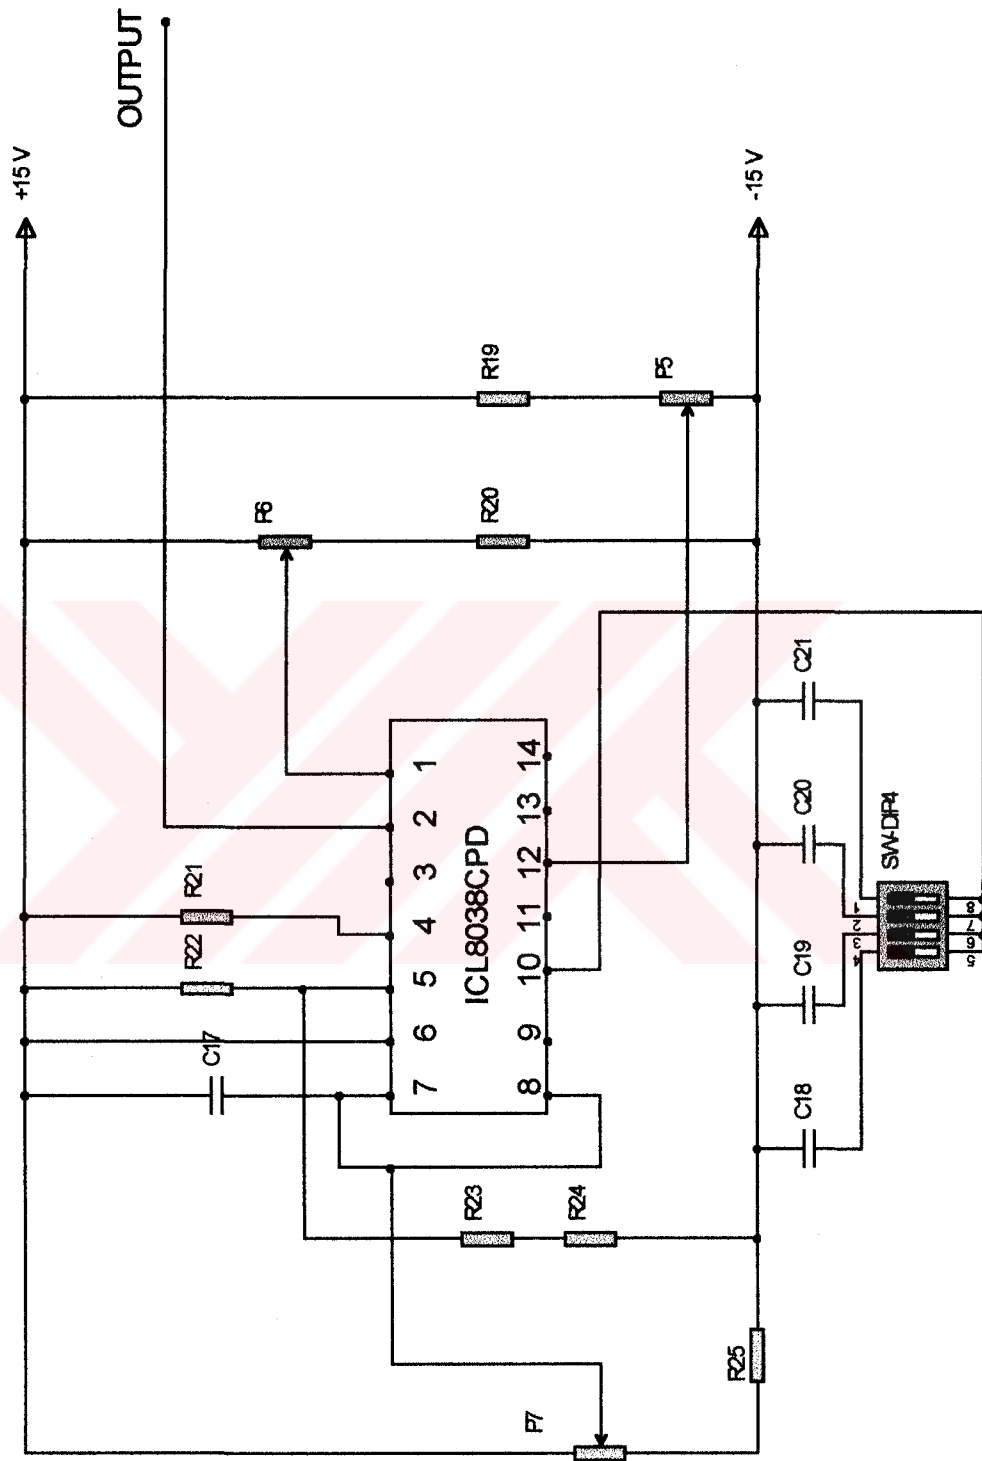 +15 V
OUTPUT
-15 V
R19
P5
P6
R20
C21
C20
SW-DIP4
C19
C18
1
2
3
4
8
7
6
5
R21
R22
C17
1
2
3
4
5
6
7
ICL8038CPD
14
13
12
11
10
9
8
R23
R24
R25
P7